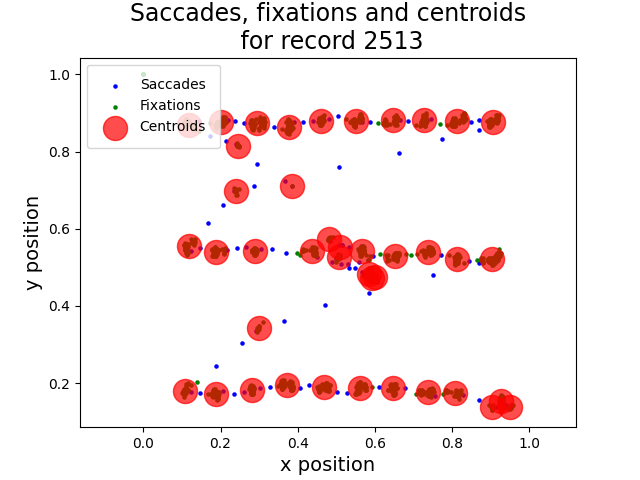 Saccades, fixations and centroids
for record 2513
Saccades
Fixations
Centroids
y position
1.0
0.8
0.6
0.4
0.2
0.0 0.2 0.4 0.6 0.8 1.0
x position